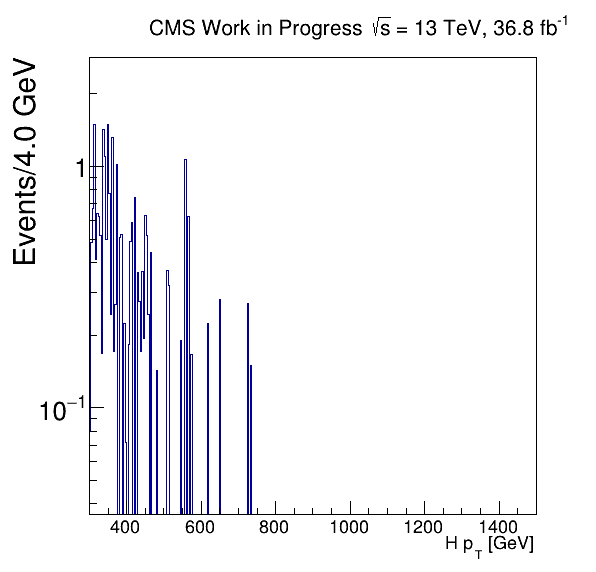 CMS Work in Progress √s = 13 TeV, 36.8 fb⁻¹
Events/4.0 GeV
1
10⁻¹
400 600 800 1000 1200 1400
H p_T [GeV]